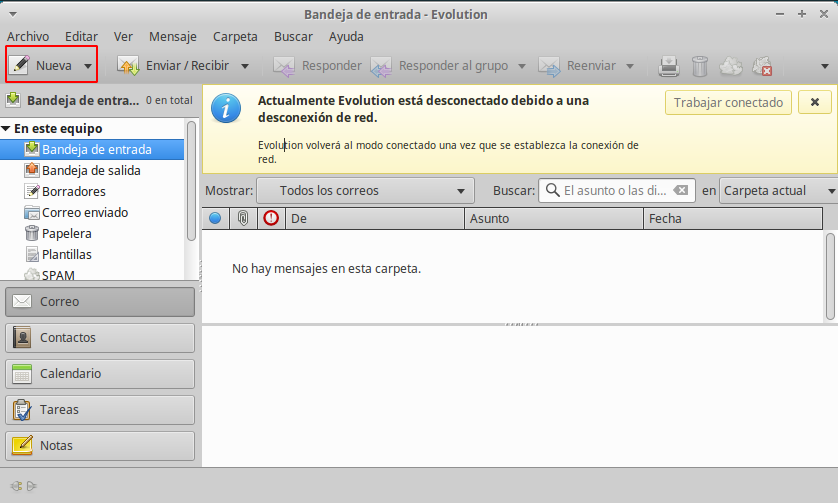 Bandeja de entrada - Evolution
Archivo Editar Ver Mensaje Carpeta Buscar Ayuda
Nueva Enviar / Recibir Responder Responder al grupo Reenviar
Bandeja de entra... 0 en total
En este equipo
Bandeja de entrada
Bandeja de salida
Borradores
Correo enviado
Papelera
Plantillas
SPAM
Correo
Contactos
Calendario
Tareas
Notas
Actualmente Evolution está desconectado debido a una
desconexión de red.
Trabajar conectado
Evolution volverá al modo conectado una vez que se establezca la conexión de
red.
Mostrar: Todos los correos Buscar: El asunto o las di... en Carpeta actual
De Asunto Fecha
No hay mensajes en esta carpeta.